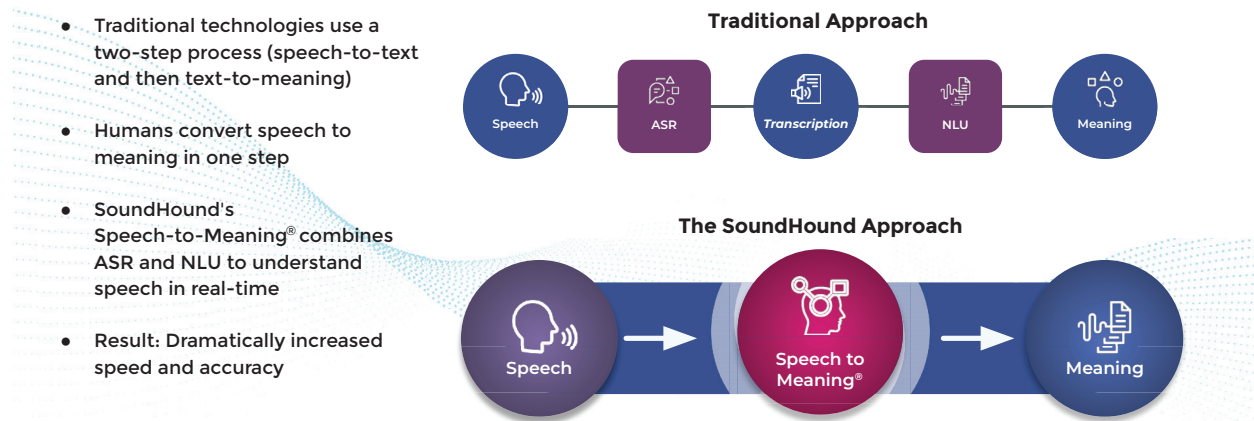 ● Traditional technologies use a
two-step process (speech-to-text
and then text-to-meaning)
● Humans convert speech to
meaning in one step
● SoundHound's
Speech-to-Meaning® combines
ASR and NLU to understand
speech in real-time
● Result: Dramatically increased
speed and accuracy
Traditional Approach
Speech
ASR
Transcription
NLU
Meaning
The SoundHound Approach
Speech
Speech to
Meaning®
Meaning